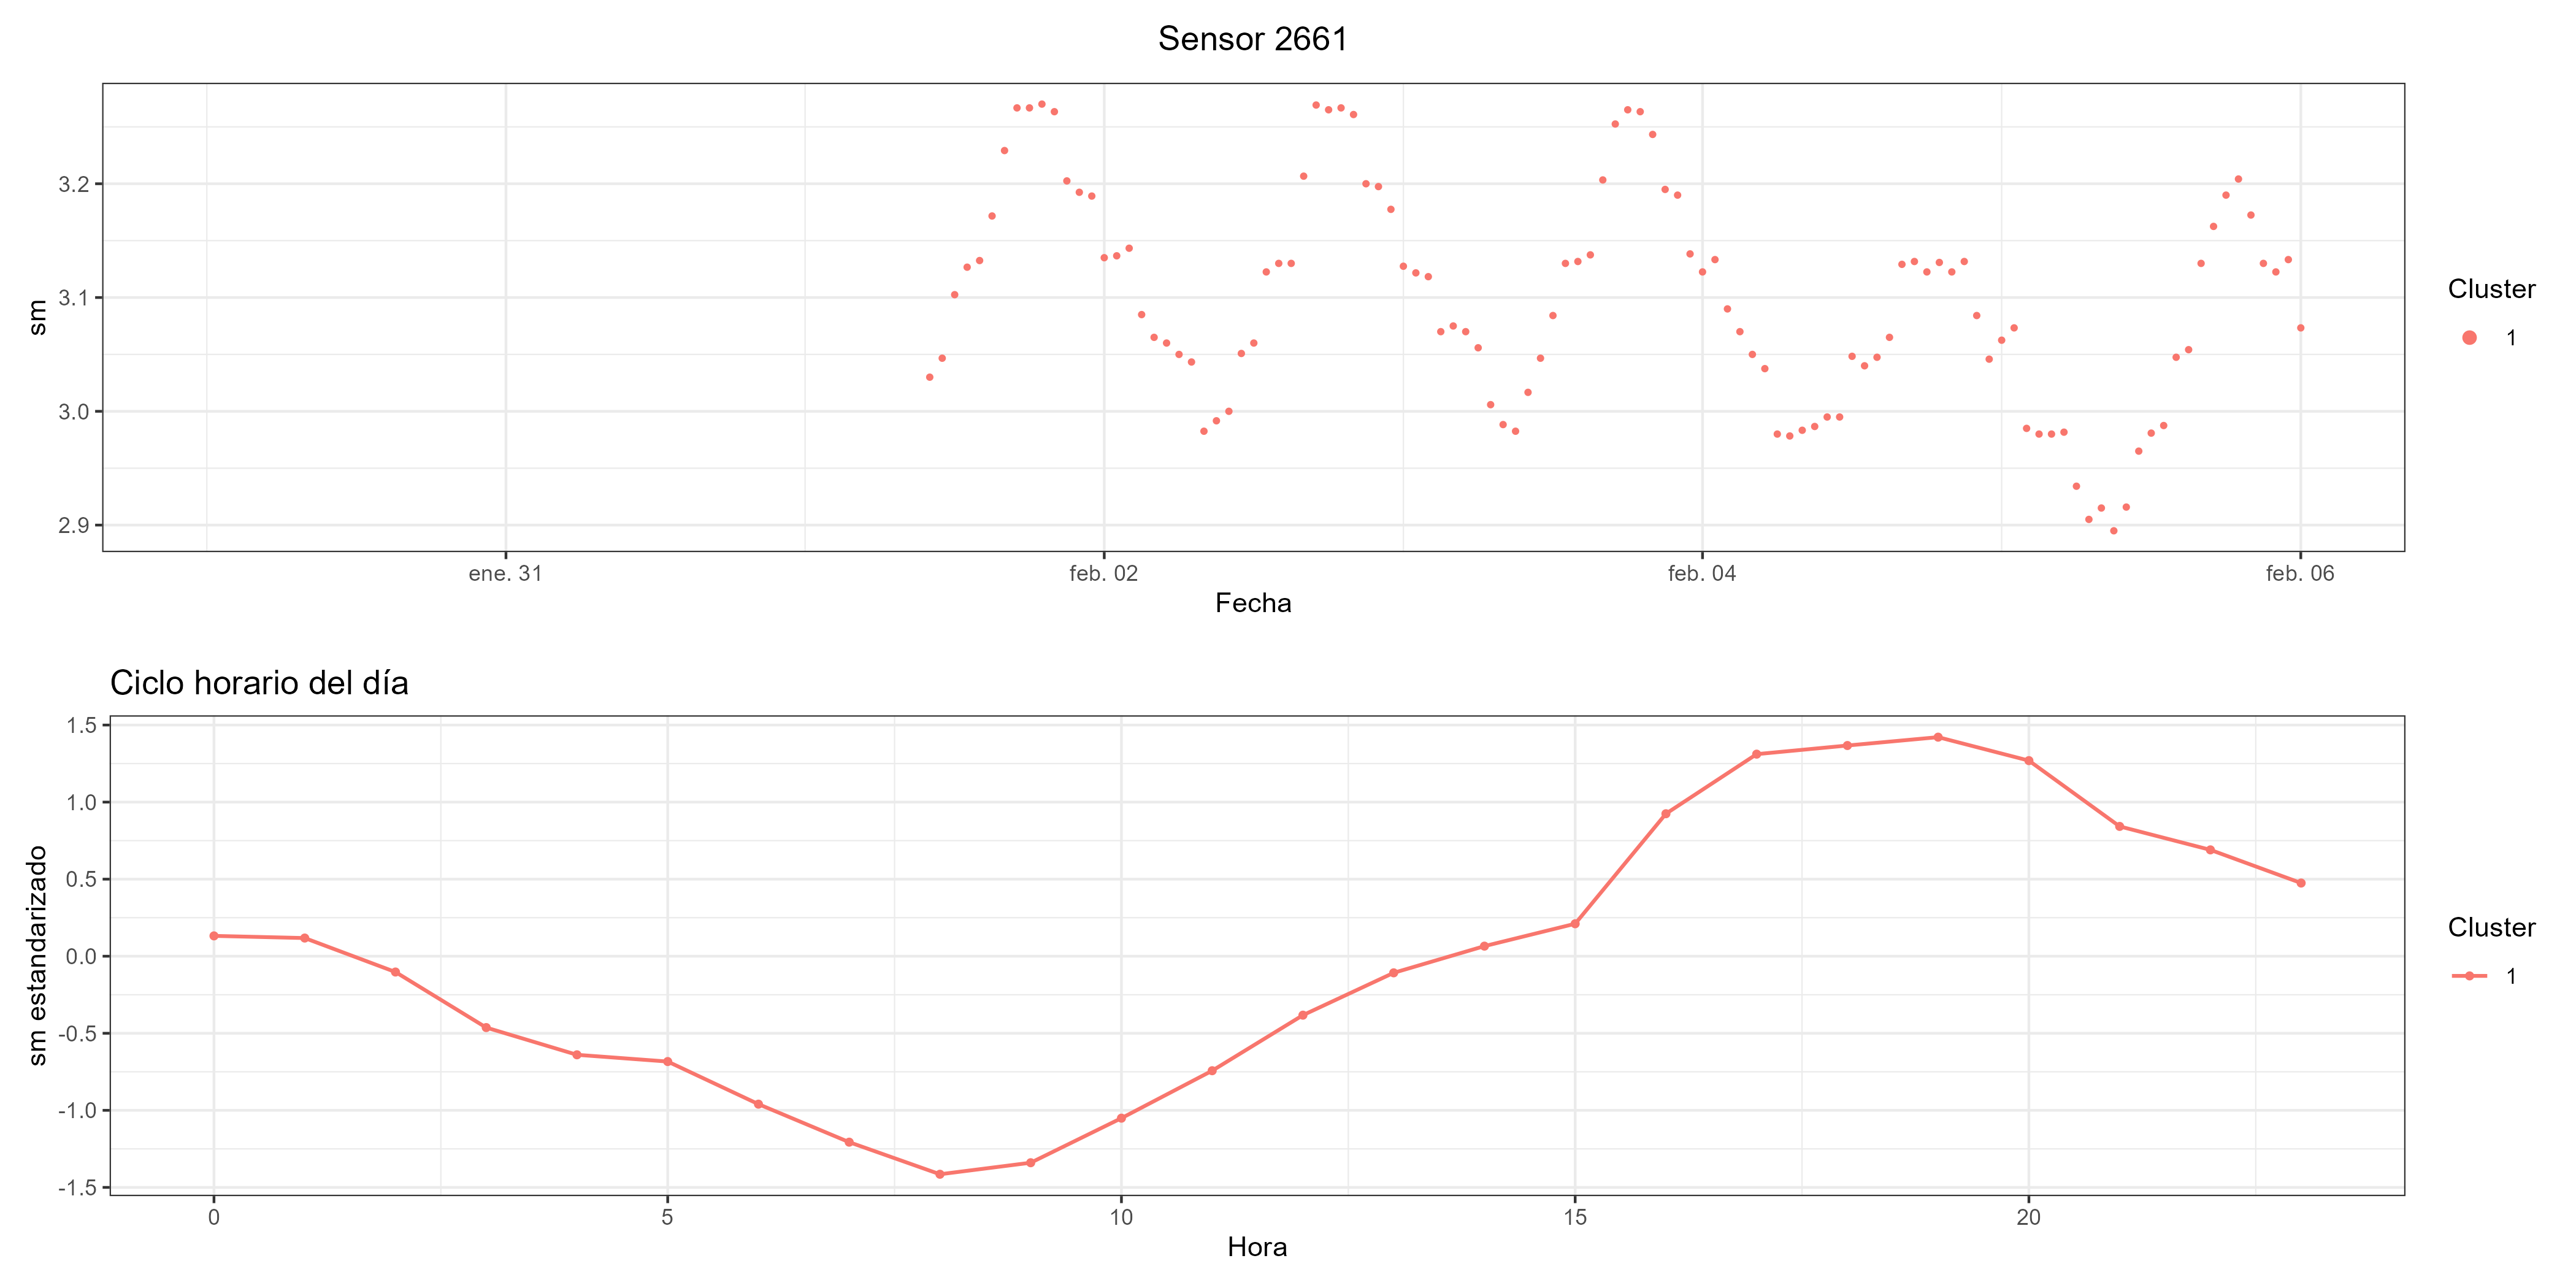 Sensor 2661
3.2
3.1
3.0
2.9
sm
ene. 31
feb. 02
feb. 04
feb. 06
Fecha
Cluster
1
Ciclo horario del día
1.5
1.0
0.5
0.0
-0.5
-1.0
-1.5
sm estandarizado
0
5
10
15
20
Hora
Cluster
1